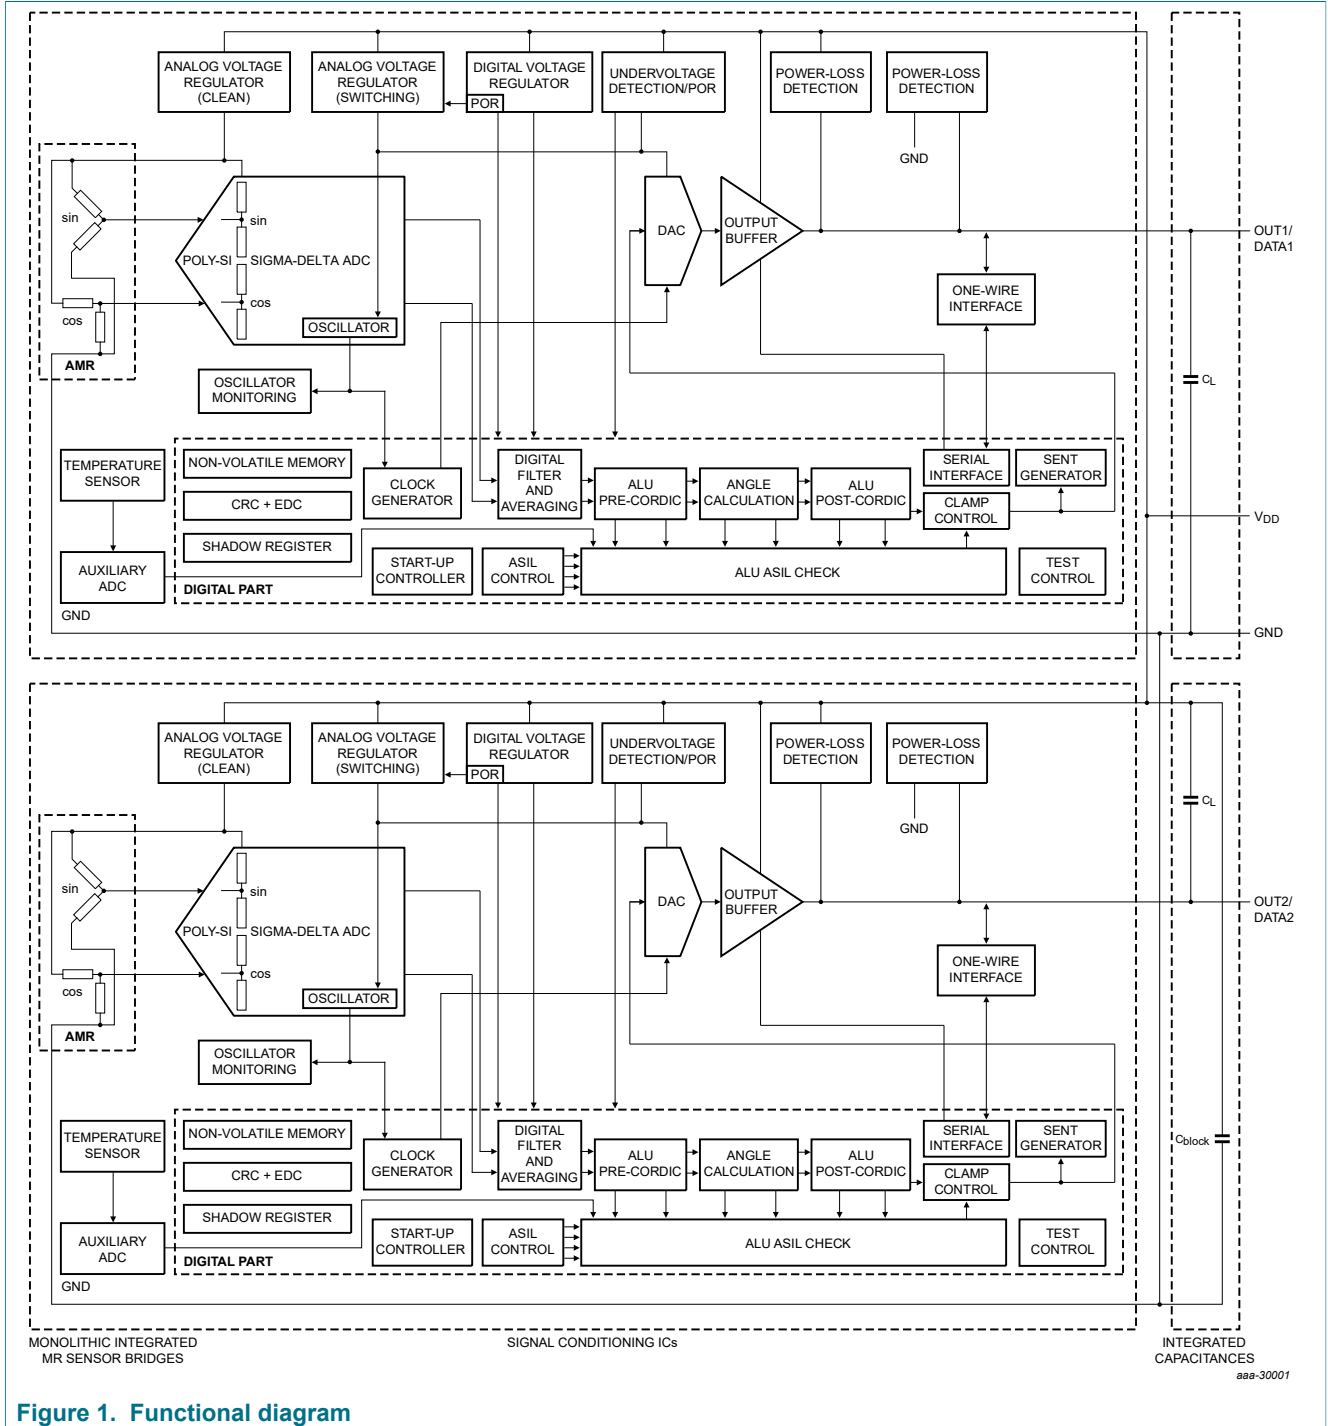 ANALOG VOLTAGE
REGULATOR
(CLEAN)
ANALOG VOLTAGE
REGULATOR
(SWITCHING)
DIGITAL VOLTAGE
REGULATOR
POR
UNDERVOLTAGE
DETECTION/POR
POWER-LOSS
DETECTION
POWER-LOSS
DETECTION
GND
sin
cos
AMR
POLY-SI
SIGMA-DELTA ADC
sin
cos
OSCILLATOR
DAC
OUTPUT
BUFFER
OUT1/
DATA1
ONE-WIRE
INTERFACE
OSCILLATOR
MONITORING
CL
TEMPERATURE
SENSOR
NON-VOLATILE MEMORY
CRC + EDC
SHADOW REGISTER
CLOCK
GENERATOR
DIGITAL
FILTER
AND
AVERAGING
ALU
PRE-CORDIC
ANGLE
CALCULATION
ALU
POST-CORDIC
SERIAL
INTERFACE
SENT
GENERATOR
CLAMP
CONTROL
VDD
AUXILIARY
ADC
START-UP
CONTROLLER
ASIL
CONTROL
ALU ASIL CHECK
TEST
CONTROL
DIGITAL PART
GND
GND
ANALOG VOLTAGE
REGULATOR
(CLEAN)
ANALOG VOLTAGE
REGULATOR
(SWITCHING)
DIGITAL VOLTAGE
REGULATOR
POR
UNDERVOLTAGE
DETECTION/POR
POWER-LOSS
DETECTION
POWER-LOSS
DETECTION
GND
CL
sin
cos
AMR
POLY-SI
SIGMA-DELTA ADC
sin
cos
OSCILLATOR
DAC
OUTPUT
BUFFER
OUT2/
DATA2
ONE-WIRE
INTERFACE
OSCILLATOR
MONITORING
TEMPERATURE
SENSOR
NON-VOLATILE MEMORY
CRC + EDC
SHADOW REGISTER
CLOCK
GENERATOR
DIGITAL
FILTER
AND
AVERAGING
ALU
PRE-CORDIC
ANGLE
CALCULATION
ALU
POST-CORDIC
SERIAL
INTERFACE
SENT
GENERATOR
CLAMP
CONTROL
Cblock
AUXILIARY
ADC
START-UP
CONTROLLER
ASIL
CONTROL
ALU ASIL CHECK
TEST
CONTROL
DIGITAL PART
GND
MONOLITHIC INTEGRATED
MR SENSOR BRIDGES
SIGNAL CONDITIONING ICs
INTEGRATED
CAPACITANCES
aaa-30001
Figure 1. Functional diagram